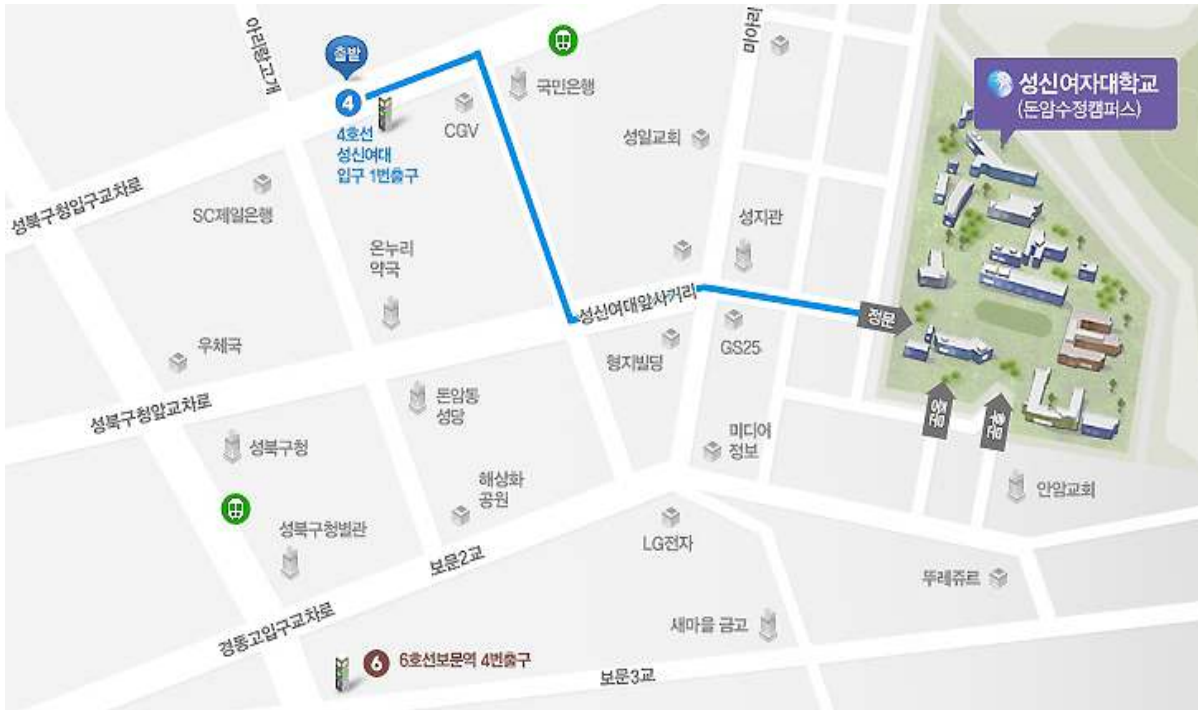 아리랑고개
출발
4
4호선
성신여대
입구 1번출구
CGV
국민은행
미아리
성신여자대학교
(돈암수정캠퍼스)
성일교회
성북구청입구교차로
SC제일은행
온누리
약국
성지관
성신여대앞사거리
정문
우체국
형지빌딩
GS25
성북구청앞교차로
돈암동
성당
성북구청
미디어
정보
동문
후문
안암교회
해상화
공원
성북구청별관
보문2교
LG전자
뚜레쥬르
경동고입구교차로
새마을 금고
6
6호선보문역 4번출구
보문3교